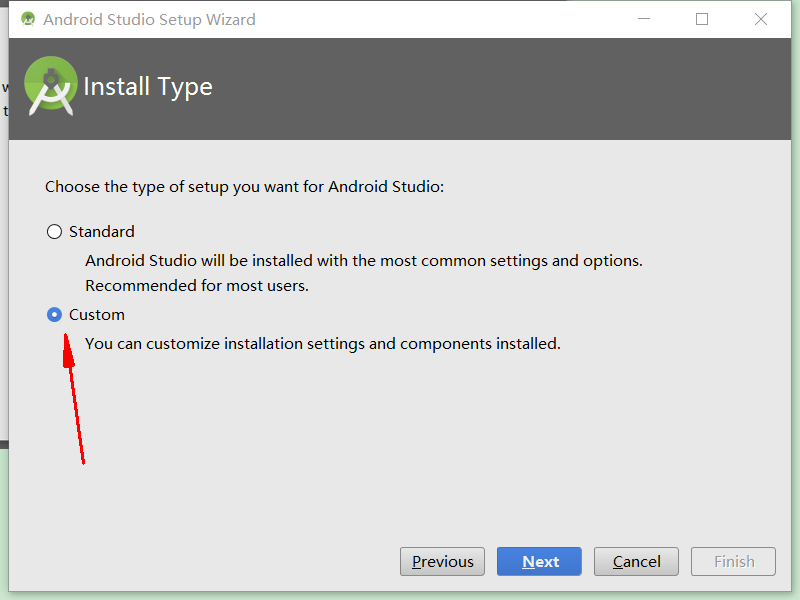 Android Studio Setup Wizard
Install Type
Choose the type of setup you want for Android Studio:
Standard
Android Studio will be installed with the most common settings and options.
Recommended for most users.
Custom
You can customize installation settings and components installed.
Previous Next Cancel Finish